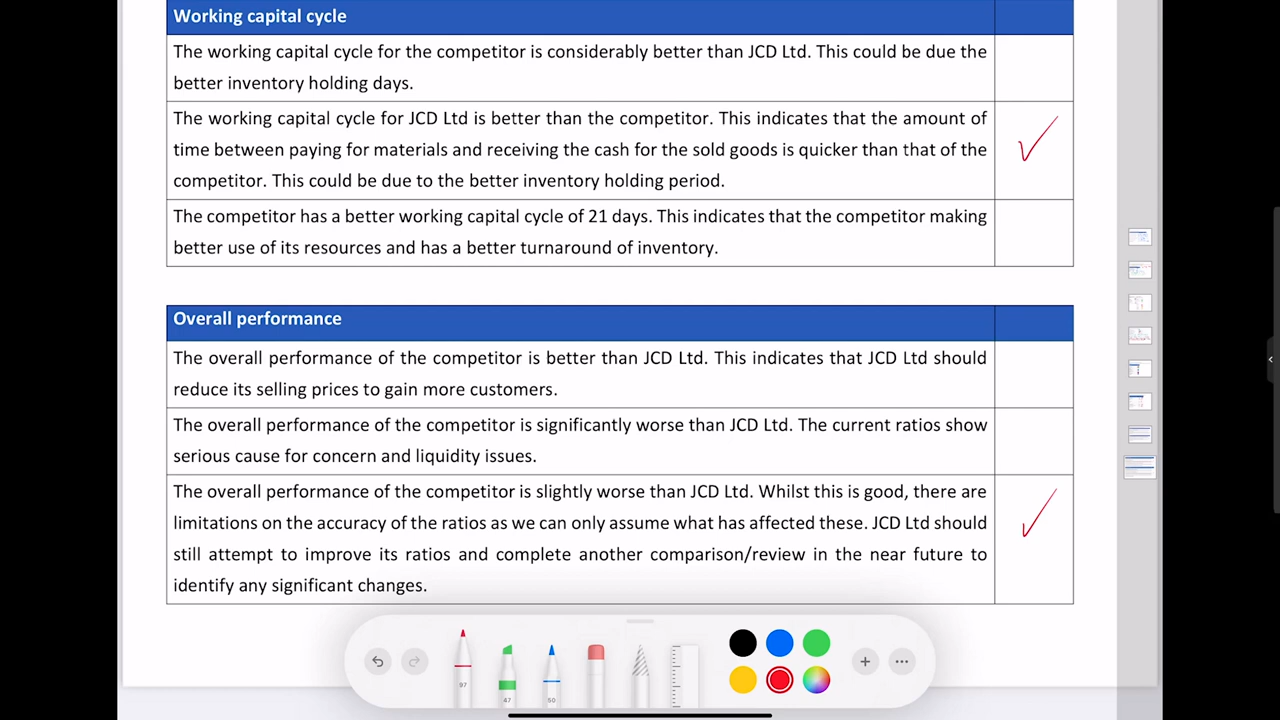 Working capital cycle
The working capital cycle for the competitor is considerably better than JCD Ltd. This could be due the
better inventory holding days.
The working capital cycle for JCD Ltd is better than the competitor. This indicates that the amount of
time between paying for materials and receiving the cash for the sold goods is quicker than that of the
competitor. This could be due to the better inventory holding period.
The competitor has a better working capital cycle of 21 days. This indicates that the competitor making
better use of its resources and has a better turnaround of inventory.
Overall performance
The overall performance of the competitor is better than JCD Ltd. This indicates that JCD Ltd should
reduce its selling prices to gain more customers.
The overall performance of the competitor is significantly worse than JCD Ltd. The current ratios show
serious cause for concern and liquidity issues.
The overall performance of the competitor is slightly worse than JCD Ltd. Whilst this is good, there are
limitations on the accuracy of the ratios as we can only assume what has affected these. JCD Ltd should
still attempt to improve its ratios and complete another comparison/review in the near future to
identify any significant changes.
97
47
50